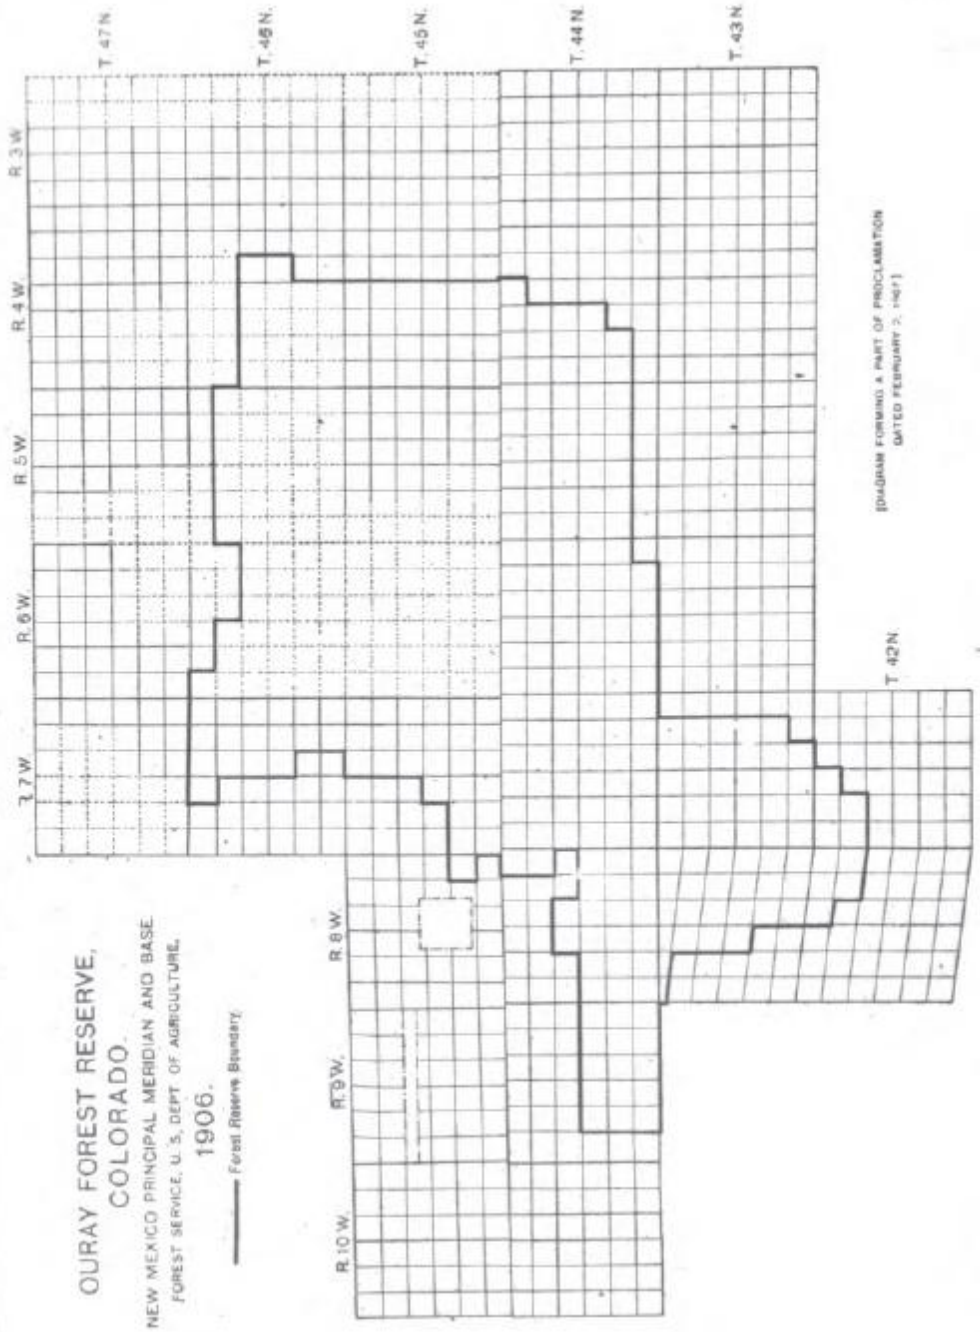 OURAY FOREST RESERVE,
COLORADO.
NEW MEXICO PRINCIPAL MERIDIAN AND BASE.
FOREST SERVICE, U. S. DEPT OF AGRICULTURE.
1906.
Forest Reserve Boundary
R. 10 W.
R. 9 W.
R. 8 W.
R. 7 W.
R. 6 W.
R. 5 W.
R. 4 W.
R. 3 W.
T. 47 N.
T. 46 N.
T. 45 N.
T. 44 N.
T. 43 N.
T. 42 N.
[DIAGRAM FORMING A PART OF PROCLAMATION
DATED FEBRUARY 2, 1907]